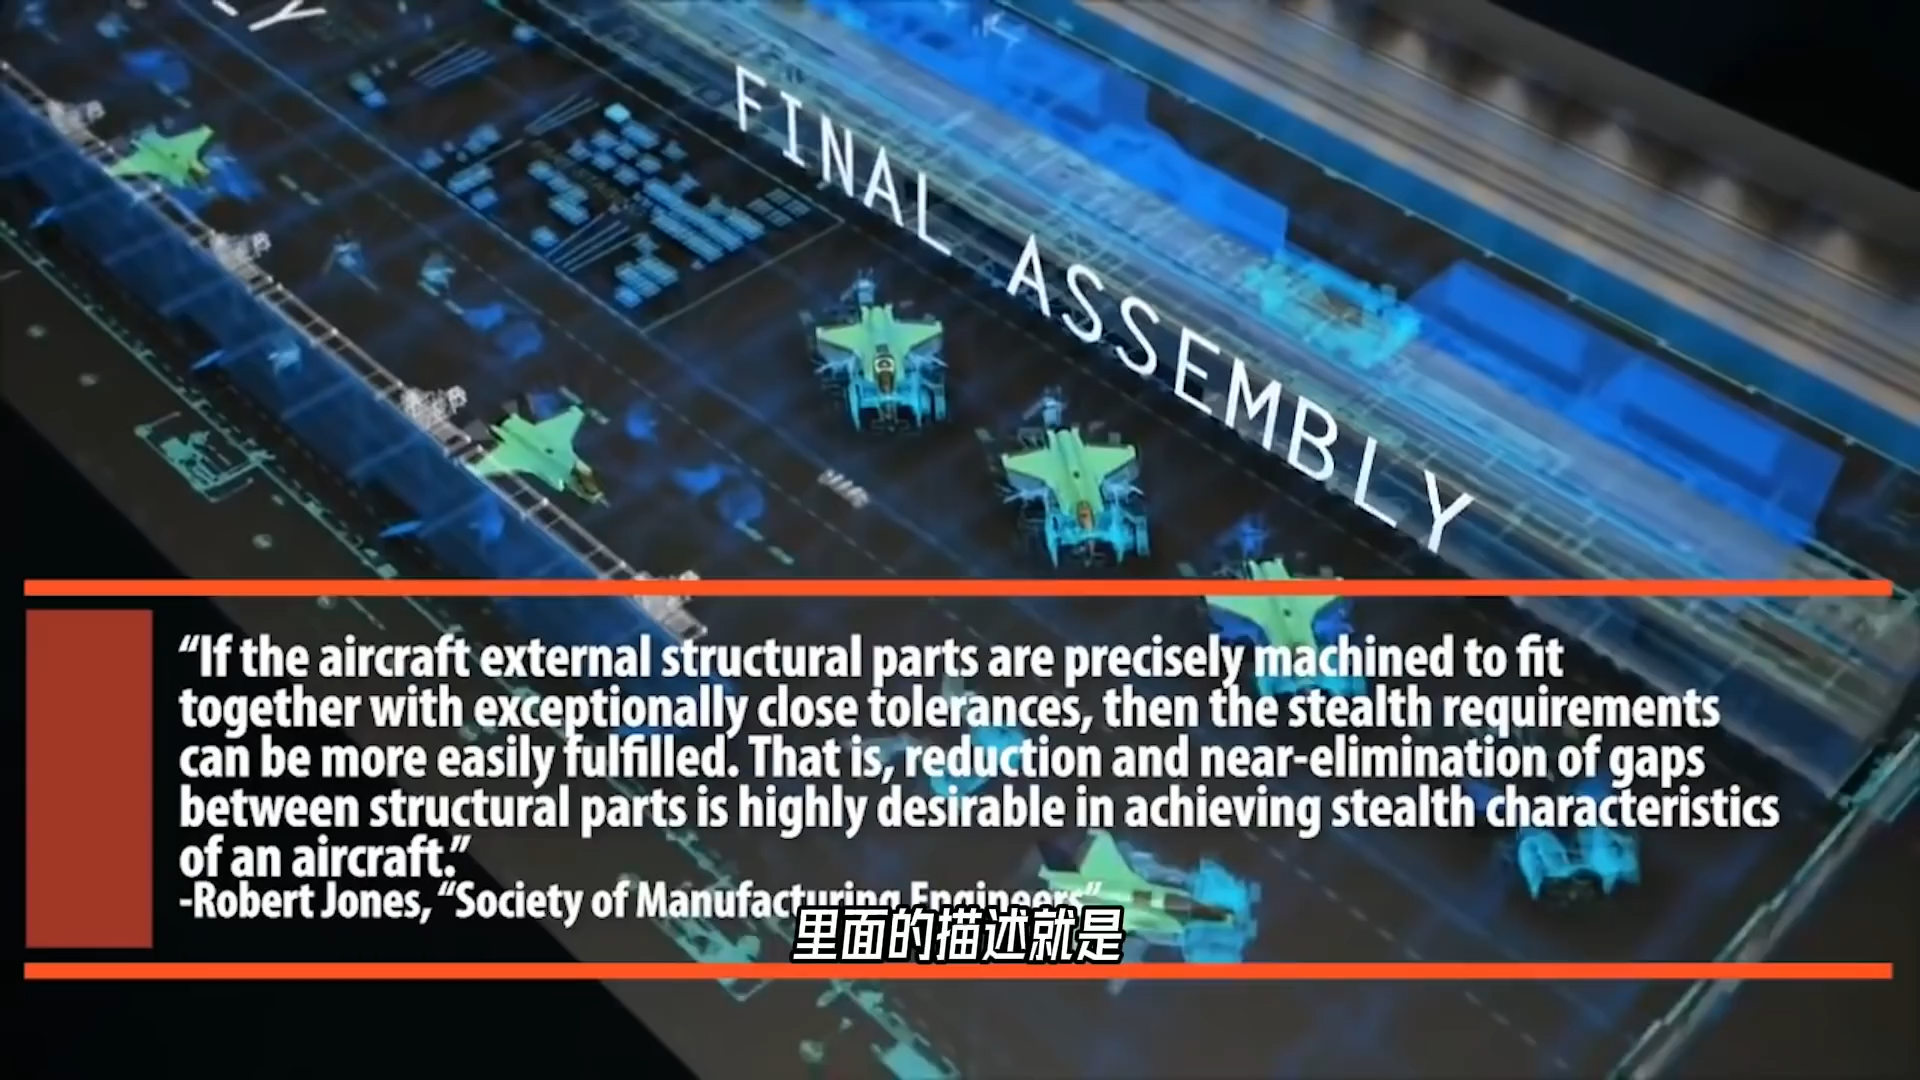 LY
FINAL ASSEMBLY
“If the aircraft external structural parts are precisely machined to fit
together with exceptionally close tolerances, then the stealth requirements
can be more easily fulfilled. That is, reduction and near-elimination of gaps
between structural parts is highly desirable in achieving stealth characteristics
of an aircraft.”
-Robert Jones, “Society of Manufacturing Engineers”
里面的描述就是